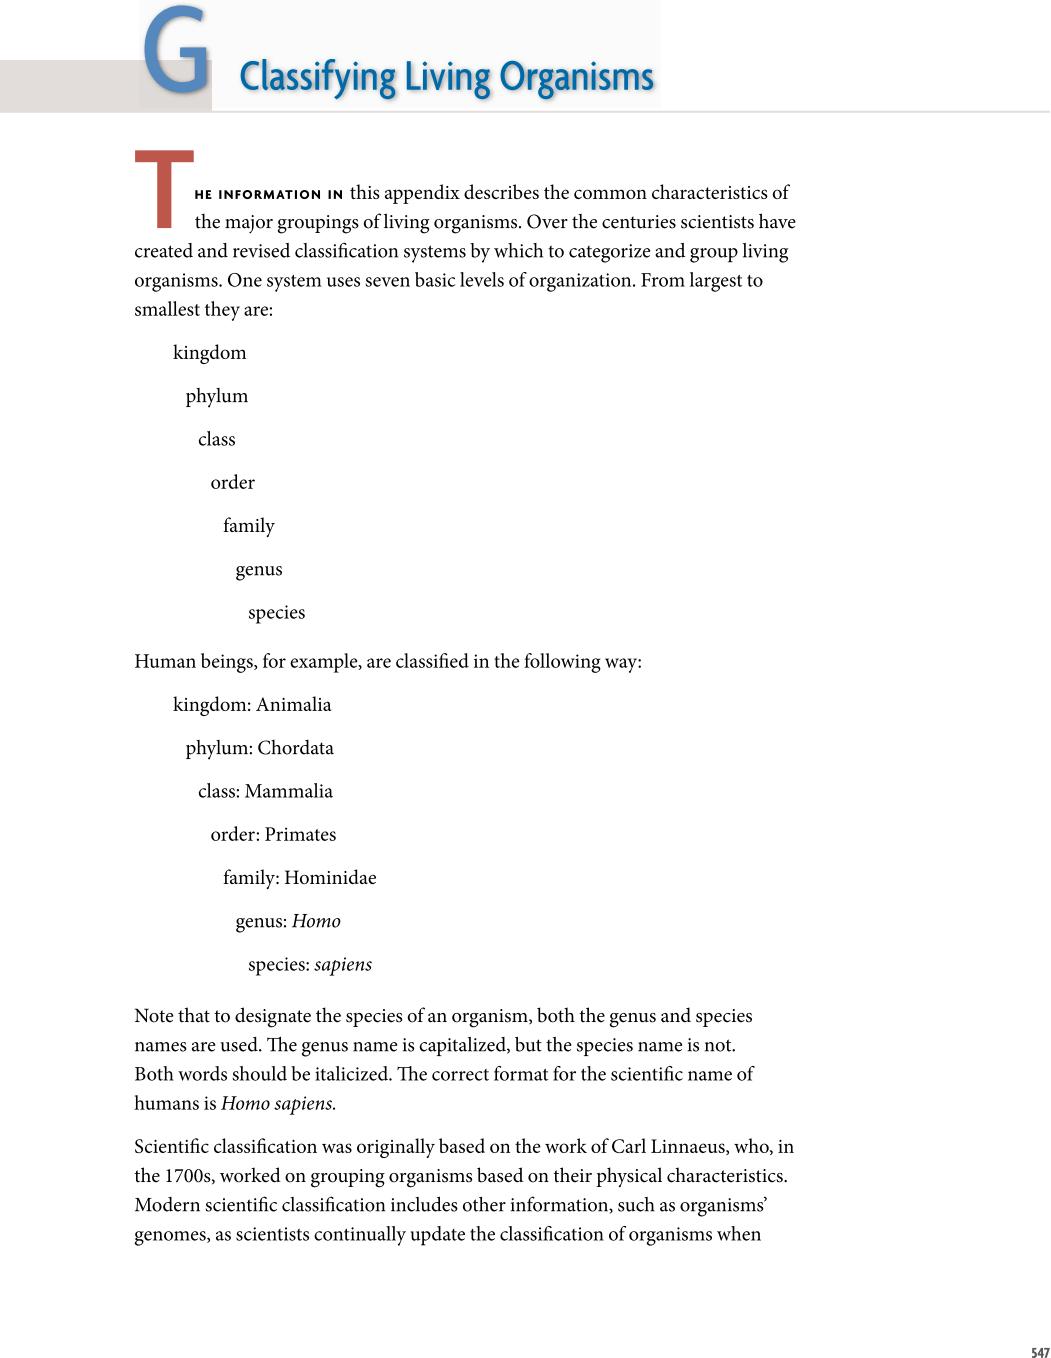 G
Classifying Living Organisms
THE INFORMATION IN this appendix describes the common characteristics of
the major groupings of living organisms. Over the centuries scientists have
created and revised classification systems by which to categorize and group living
organisms. One system uses seven basic levels of organization. From largest to
smallest they are:
kingdom
phylum
class
order
family
genus
species
Human beings, for example, are classified in the following way:
kingdom: Animalia
phylum: Chordata
class: Mammalia
order: Primates
family: Hominidae
genus: Homo
species: sapiens
Note that to designate the species of an organism, both the genus and species
names are used. The genus name is capitalized, but the species name is not.
Both words should be italicized. The correct format for the scientific name of
humans is Homo sapiens.
Scientific classification was originally based on the work of Carl Linnaeus, who, in
the 1700s, worked on grouping organisms based on their physical characteristics.
Modern scientific classification includes other information, such as organisms’
genomes, as scientists continually update the classification of organisms when
547